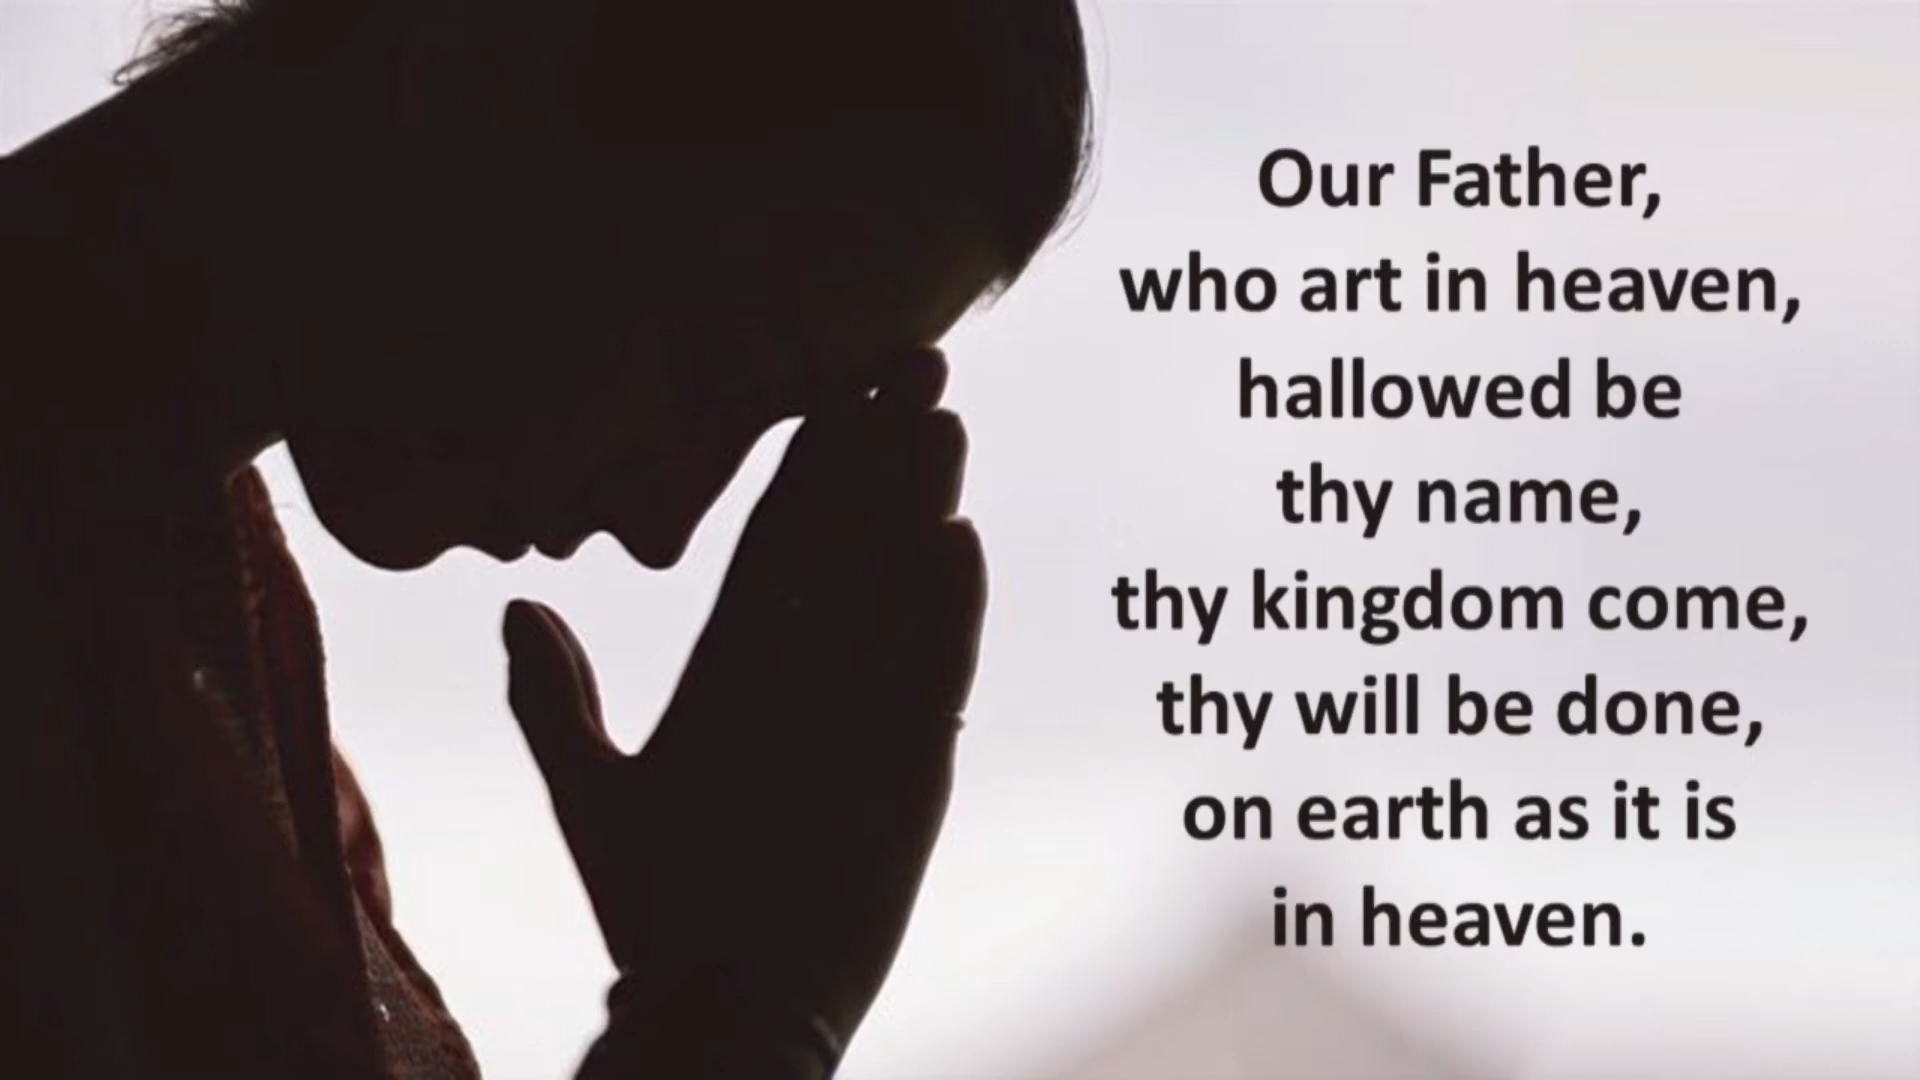 Our Father,
who art in heaven,
hallowed be
thy name,
thy kingdom come,
thy will be done,
on earth as it is
in heaven.